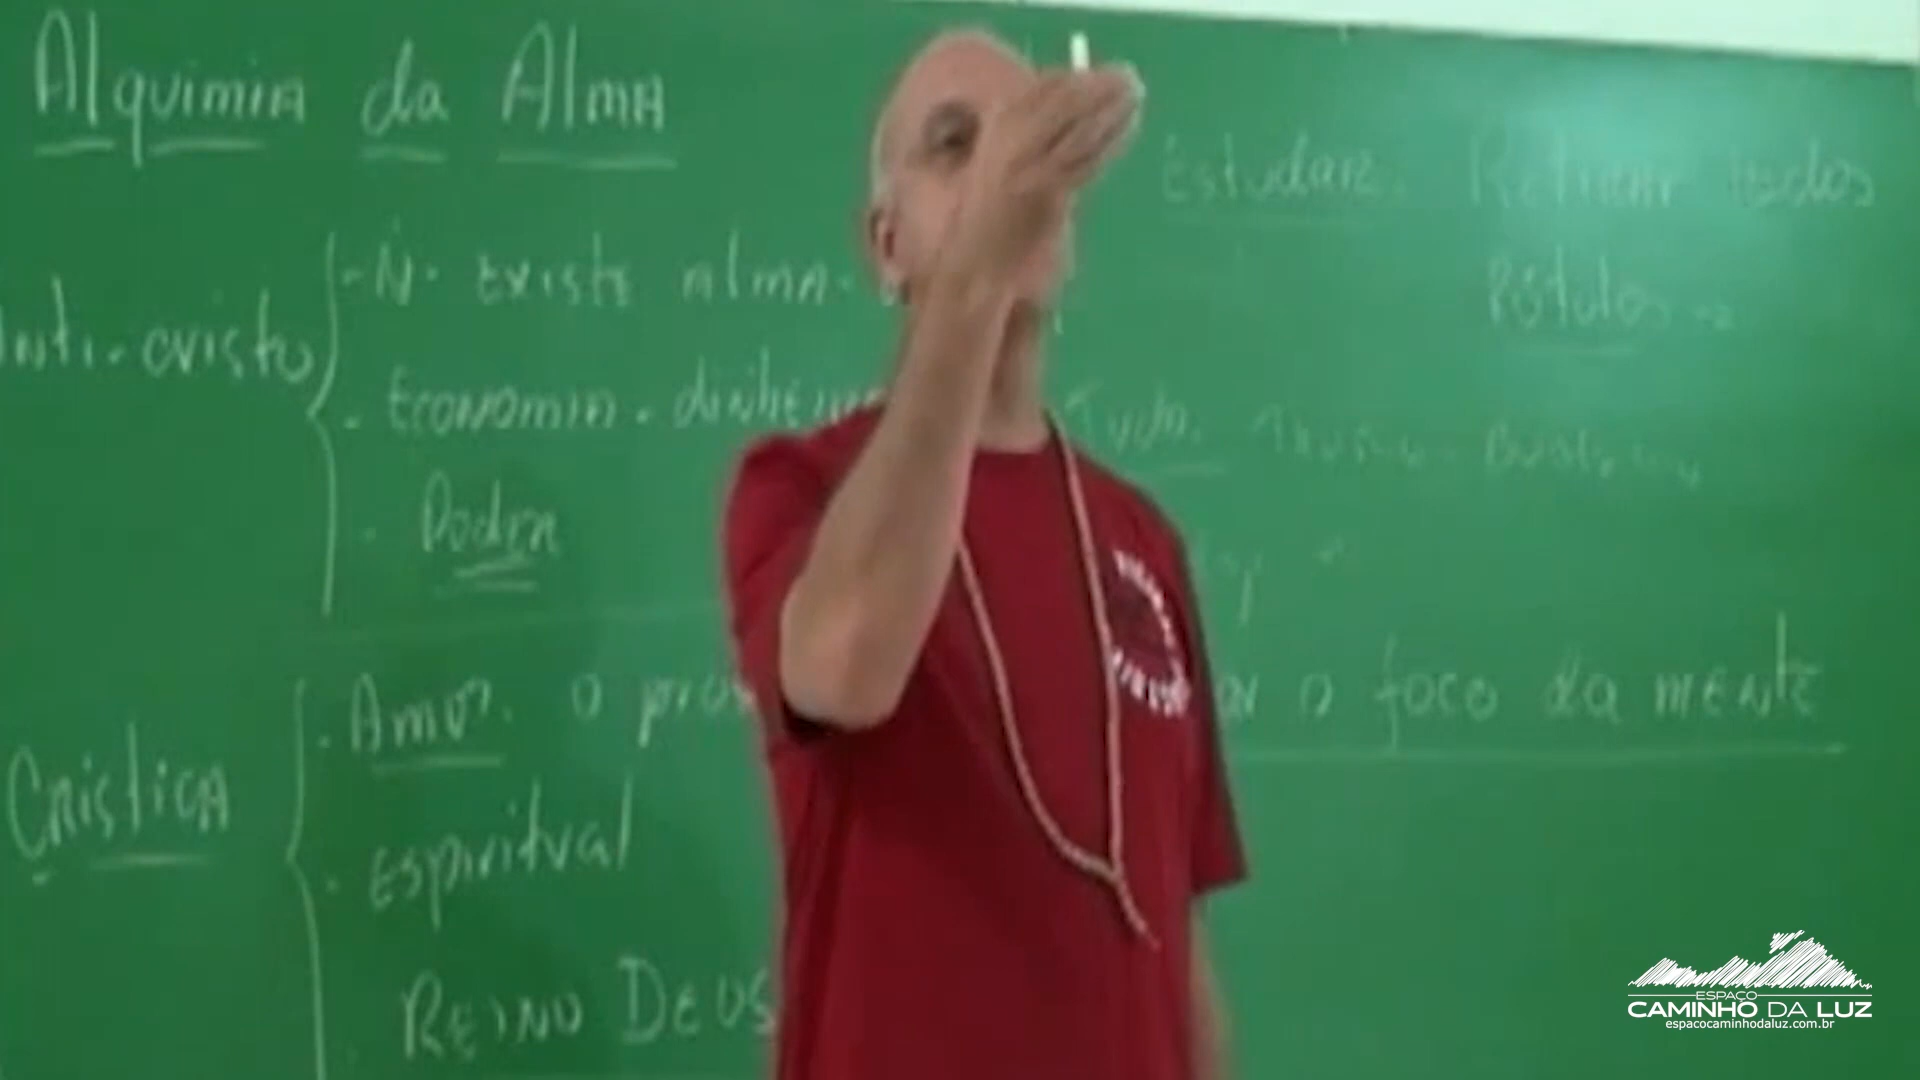 Alquimia da Alma
Estudar. Retirar todos
Rótulos
Anti-cristo
- Ñ. Existe alma.
. Economia. dinheiro
Tudo.
. Poder
. Amor. o
o foco da mente
Cristica
. Espiritual
Reino Deus
ESPAÇO
CAMINHO DA LUZ
espacocaminhodaluz.com.br